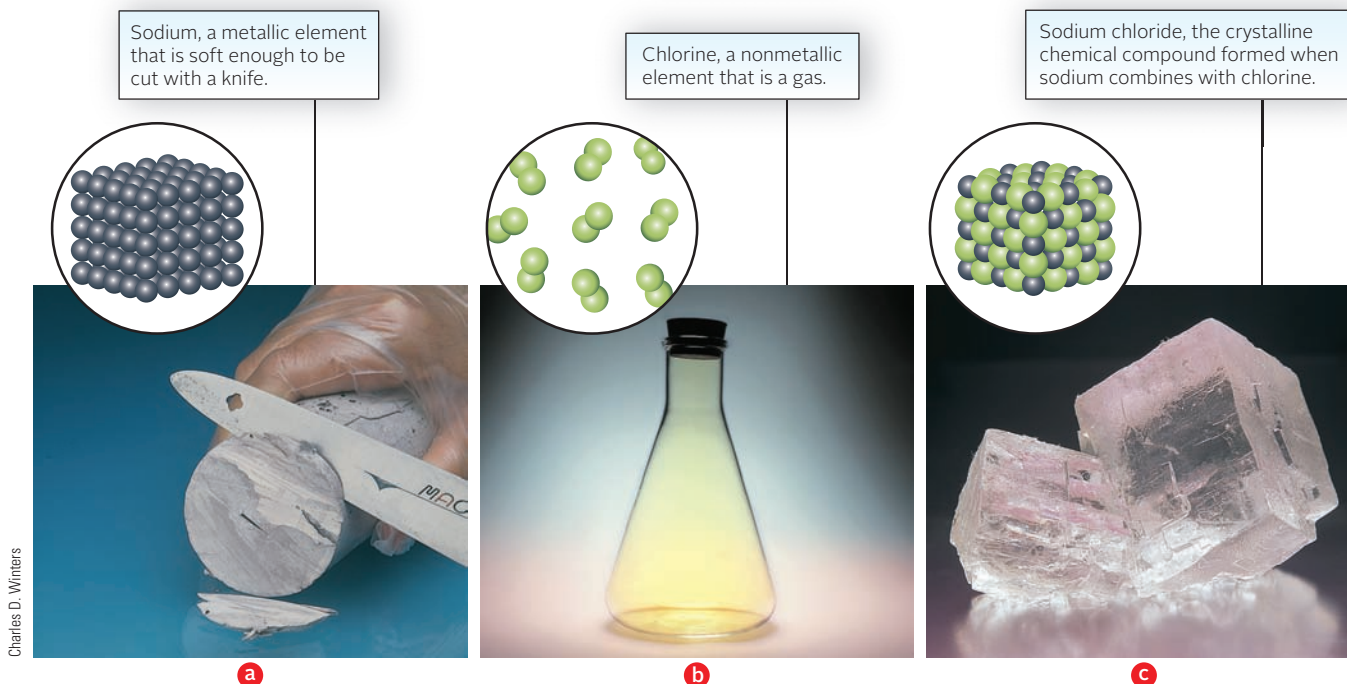 Sodium, a metallic element
that is soft enough to be
cut with a knife.
Chlorine, a nonmetallic
element that is a gas.
Sodium chloride, the crystalline
chemical compound formed when
sodium combines with chlorine.
MAC
Charles D. Winters
a
b
c